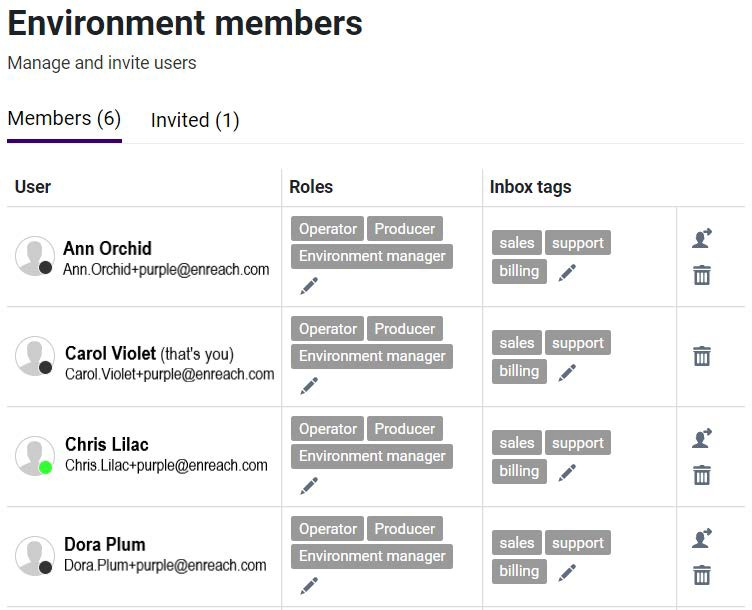 Environment members
Manage and invite users
Members (6) Invited (1)
User Roles Inbox tags
Ann Orchid
Ann.Orchid+purple@enreach.com
Operator Producer
Environment manager
sales support
billing
Carol Violet (that's you)
Carol.Violet+purple@enreach.com
Operator Producer
Environment manager
sales support
billing
Chris Lilac
Chris.Lilac+purple@enreach.com
Operator Producer
Environment manager
sales support
billing
Dora Plum
Dora.Plum+purple@enreach.com
Operator Producer
Environment manager
sales support
billing